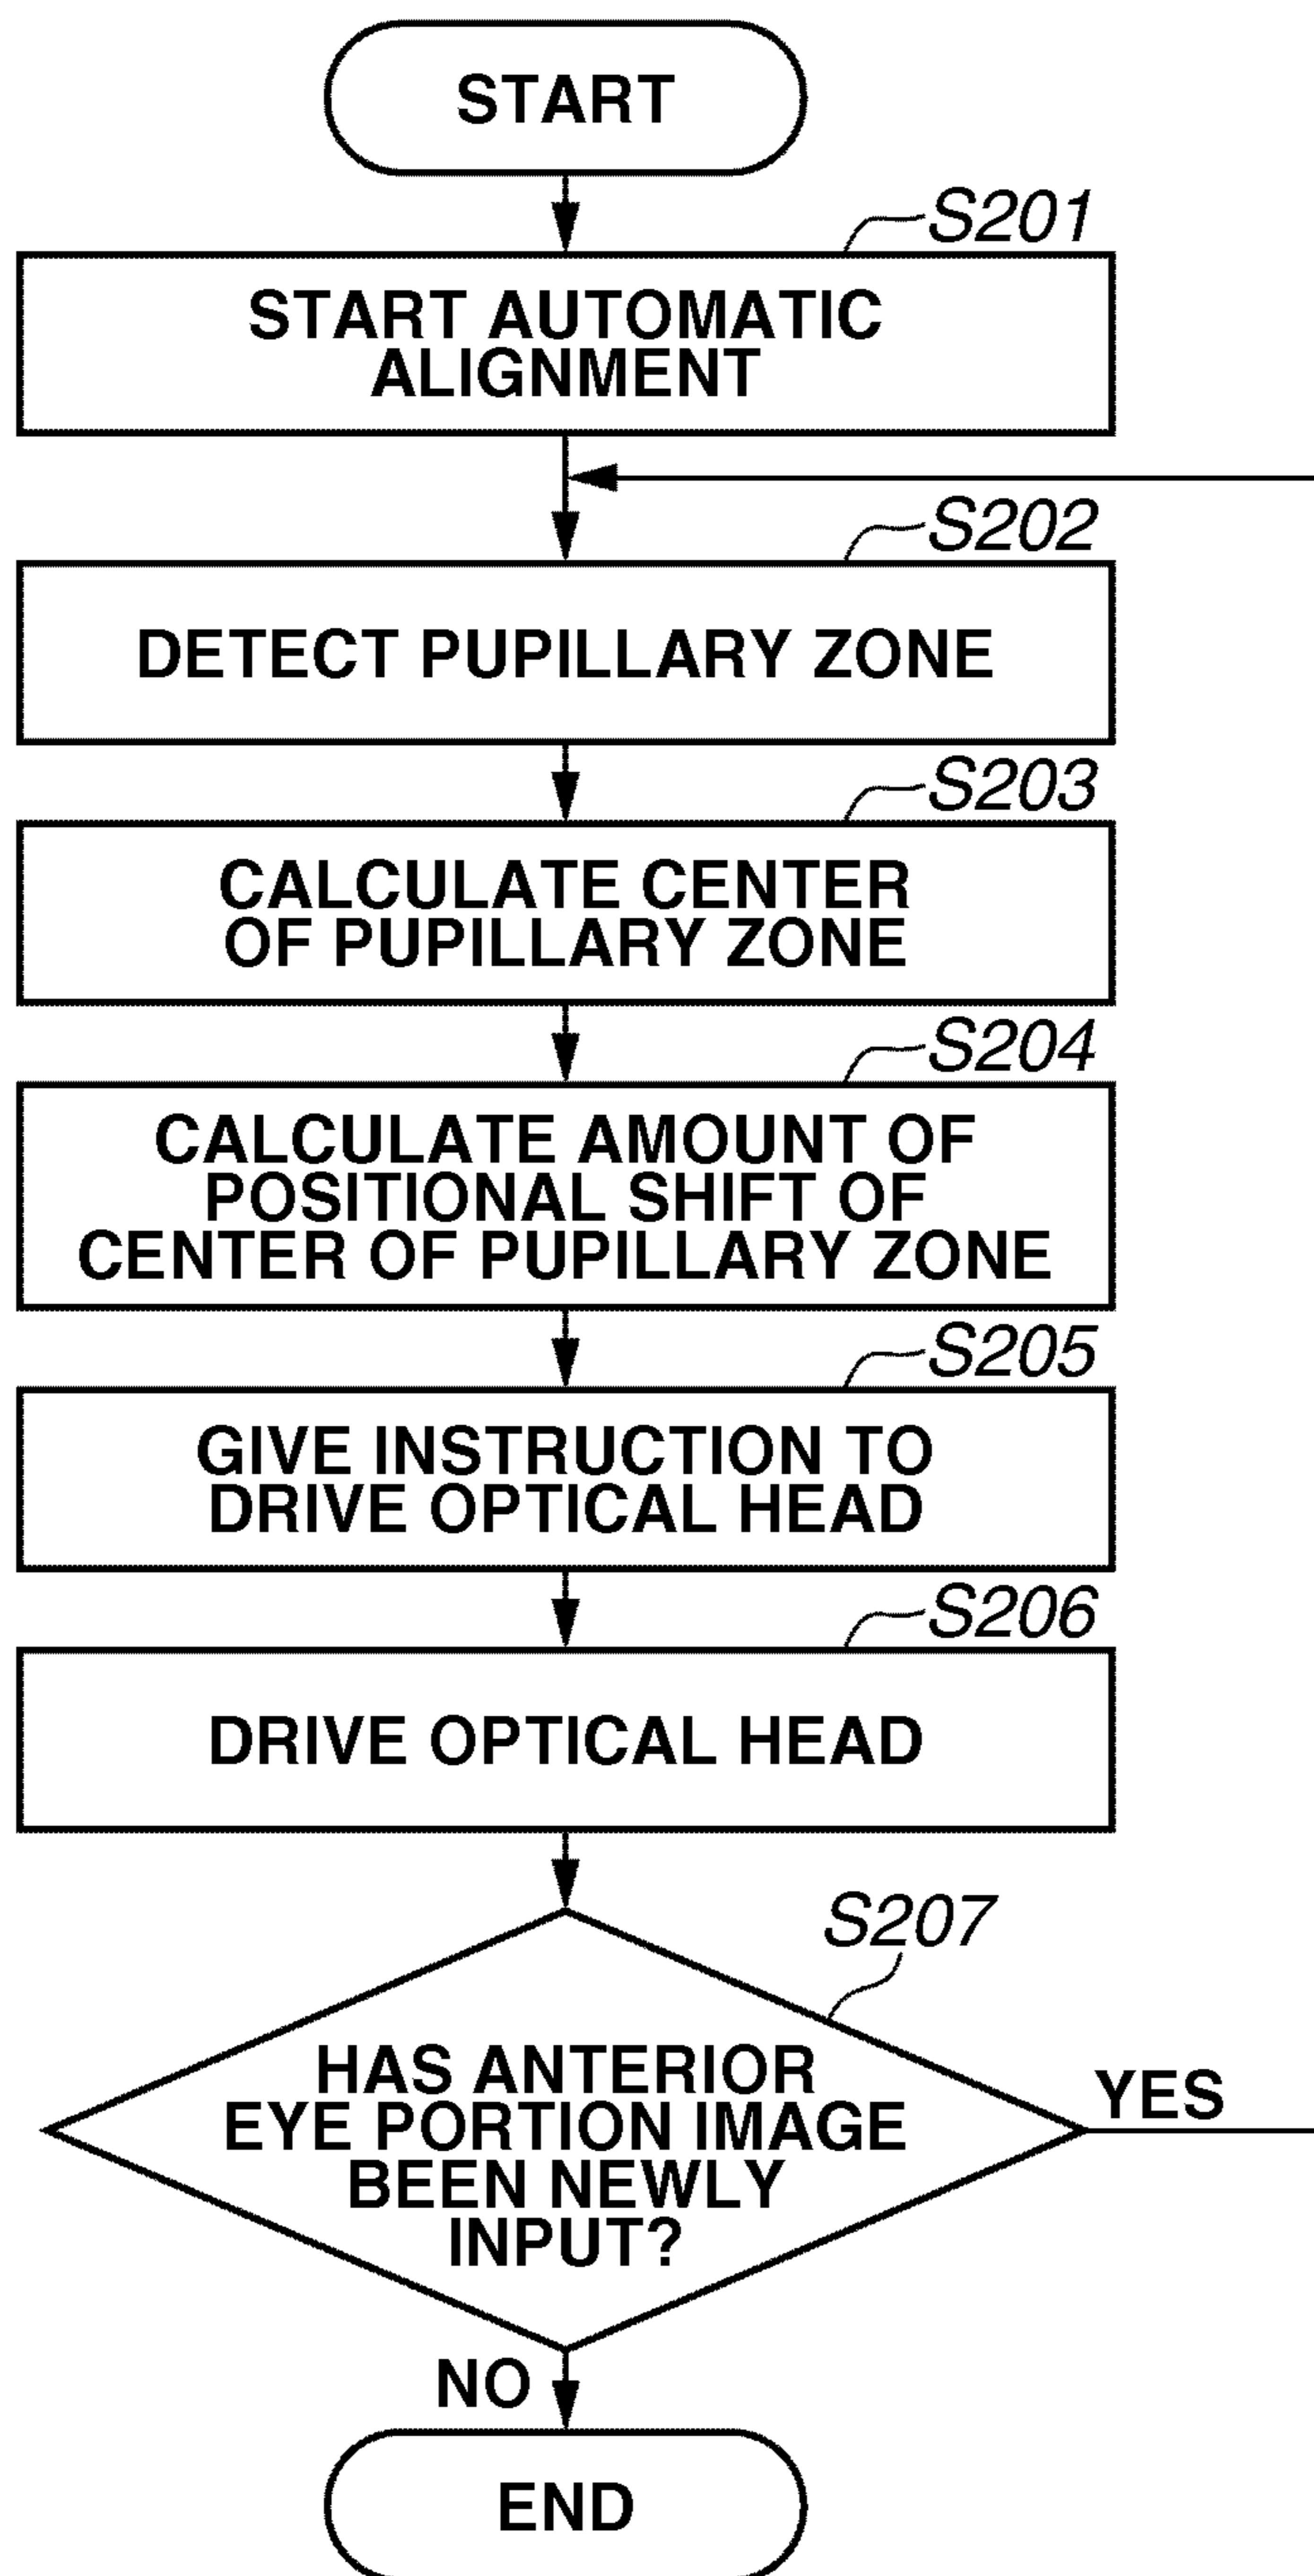 START
S201
START AUTOMATIC
ALIGNMENT
S202
DETECT PUPILLARY ZONE
S203
CALCULATE CENTER
OF PUPILLARY ZONE
S204
CALCULATE AMOUNT OF
POSITIONAL SHIFT OF
CENTER OF PUPILLARY ZONE
S205
GIVE INSTRUCTION TO
DRIVE OPTICAL HEAD
S206
DRIVE OPTICAL HEAD
S207
HAS ANTERIOR
EYE PORTION IMAGE
BEEN NEWLY
INPUT?
YES
NO
END